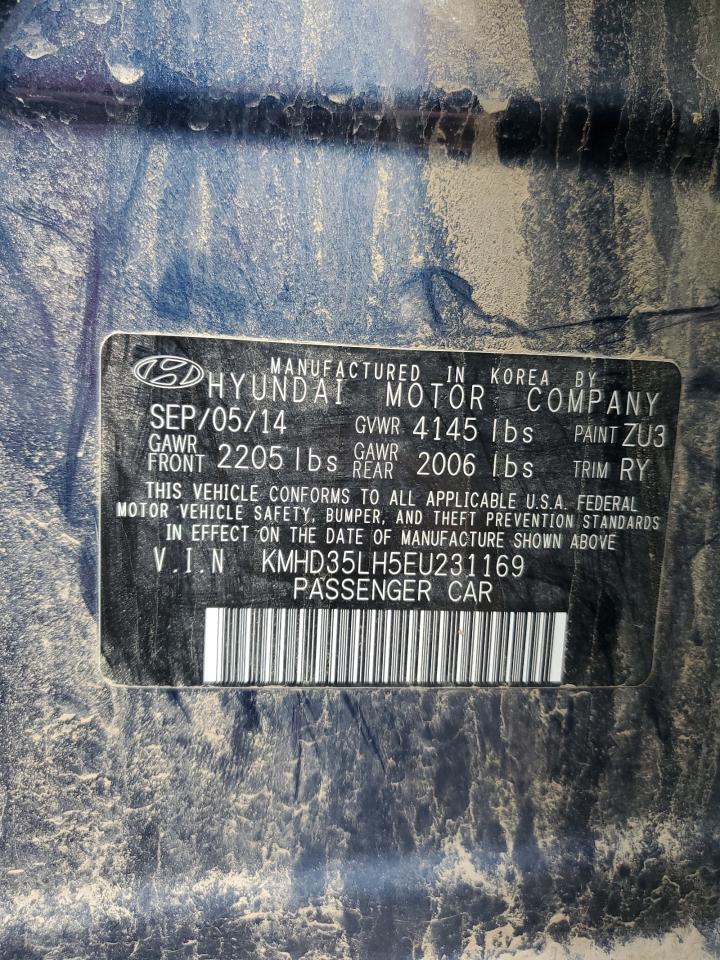 MANUFACTURED IN KOREA BY
HYUNDAI MOTOR COMPANY
SEP/05/14 GVWR 4145 lbs PAINT ZU3
GAWR FRONT 2205 lbs GAWR REAR 2006 lbs TRIM RY
THIS VEHICLE CONFORMS TO ALL APPLICABLE U.S.A. FEDERAL
MOTOR VEHICLE SAFETY, BUMPER, AND THEFT PREVENTION STANDARDS
IN EFFECT ON THE DATE OF MANUFACTURE SHOWN ABOVE
V.I.N KMHD35LH5EU231169
PASSENGER CAR